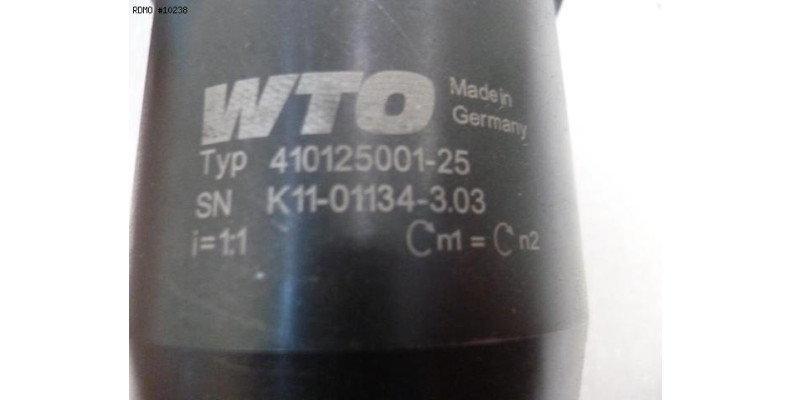 RDMO #10238
WTO
Made in
Germany
Typ 410125001-25
SN K11-01134-3.03
i=1:1 n1 = n2